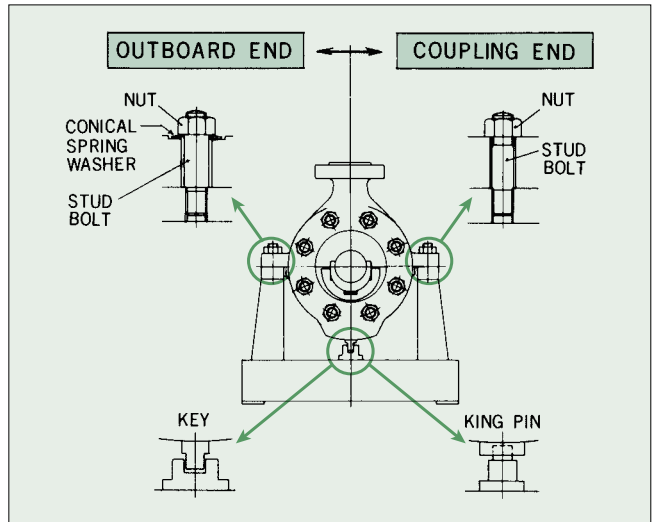 OUTBOARD END
COUPLING END
NUT
CONICAL
SPRING
WASHER
STUD
BOLT
NUT
STUD
BOLT
KEY
KING PIN